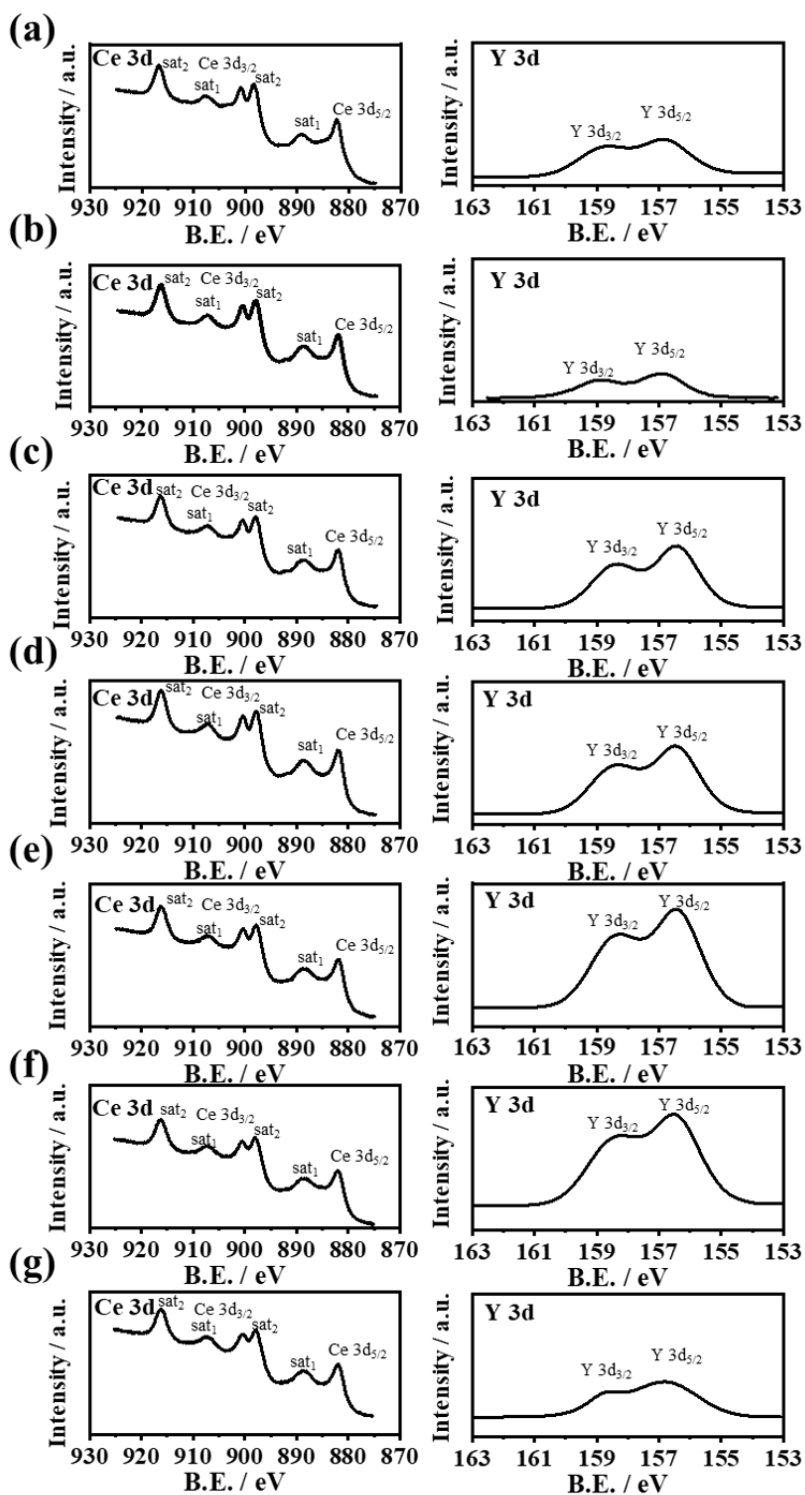 (a)
Ce 3d
sat₂
Ce 3d₃/₂
sat₁
sat₂
sat₁
Ce 3d₅/₂
Intensity / a.u.
930 920 910 900 890 880 870
B.E. / eV
Y 3d
Y 3d₃/₂
Y 3d₅/₂
Intensity / a.u.
163 161 159 157 155 153
B.E. / eV
(b)
Ce 3d
sat₂
Ce 3d₃/₂
sat₁
sat₂
sat₁
Ce 3d₅/₂
Intensity / a.u.
930 920 910 900 890 880 870
B.E. / eV
Y 3d
Y 3d₃/₂
Y 3d₅/₂
Intensity / a.u.
163 161 159 157 155 153
B.E. / eV
(c)
Ce 3d
sat₂
Ce 3d₃/₂
sat₁
sat₂
sat₁
Ce 3d₅/₂
Intensity / a.u.
930 920 910 900 890 880 870
B.E. / eV
Y 3d
Y 3d₃/₂
Y 3d₅/₂
Intensity / a.u.
163 161 159 157 155 153
B.E. / eV
(d)
Ce 3d
sat₂
Ce 3d₃/₂
sat₁
sat₂
sat₁
Ce 3d₅/₂
Intensity / a.u.
930 920 910 900 890 880 870
B.E. / eV
Y 3d
Y 3d₃/₂
Y 3d₅/₂
Intensity / a.u.
163 161 159 157 155 153
B.E. / eV
(e)
Ce 3d
sat₂
Ce 3d₃/₂
sat₁
sat₂
sat₁
Ce 3d₅/₂
Intensity / a.u.
930 920 910 900 890 880 870
B.E. / eV
Y 3d
Y 3d₃/₂
Y 3d₅/₂
Intensity / a.u.
163 161 159 157 155 153
B.E. / eV
(f)
Ce 3d
sat₂
Ce 3d₃/₂
sat₁
sat₂
sat₁
Ce 3d₅/₂
Intensity / a.u.
930 920 910 900 890 880 870
B.E. / eV
Y 3d
Y 3d₃/₂
Y 3d₅/₂
Intensity / a.u.
163 161 159 157 155 153
B.E. / eV
(g)
Ce 3d
sat₂
Ce 3d₃/₂
sat₁
sat₂
sat₁
Ce 3d₅/₂
Intensity / a.u.
930 920 910 900 890 880 870
B.E. / eV
Y 3d
Y 3d₃/₂
Y 3d₅/₂
Intensity / a.u.
163 161 159 157 155 153
B.E. / eV